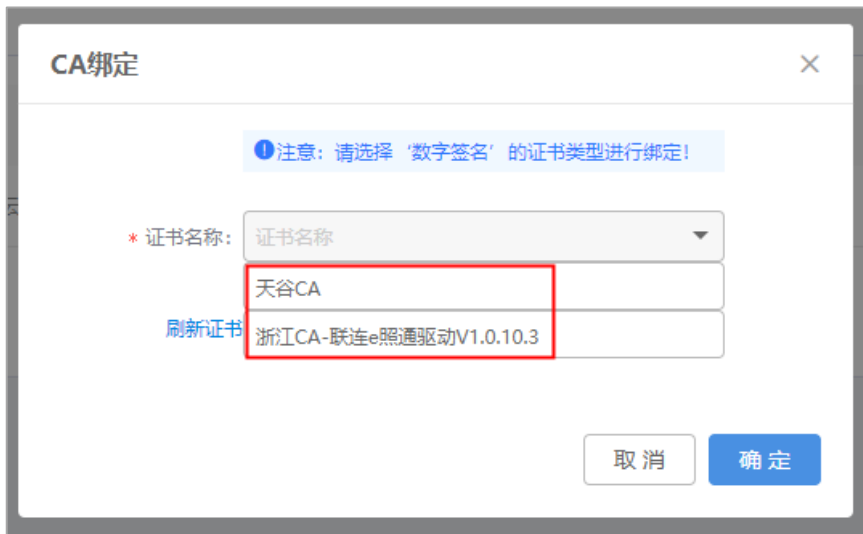 CA绑定
注意：请选择‘数字签名’的证书类型进行绑定！
* 证书名称： 证书名称
天谷CA
刷新证书
浙江CA-联连e照通驱动V1.0.10.3
取 消 确 定